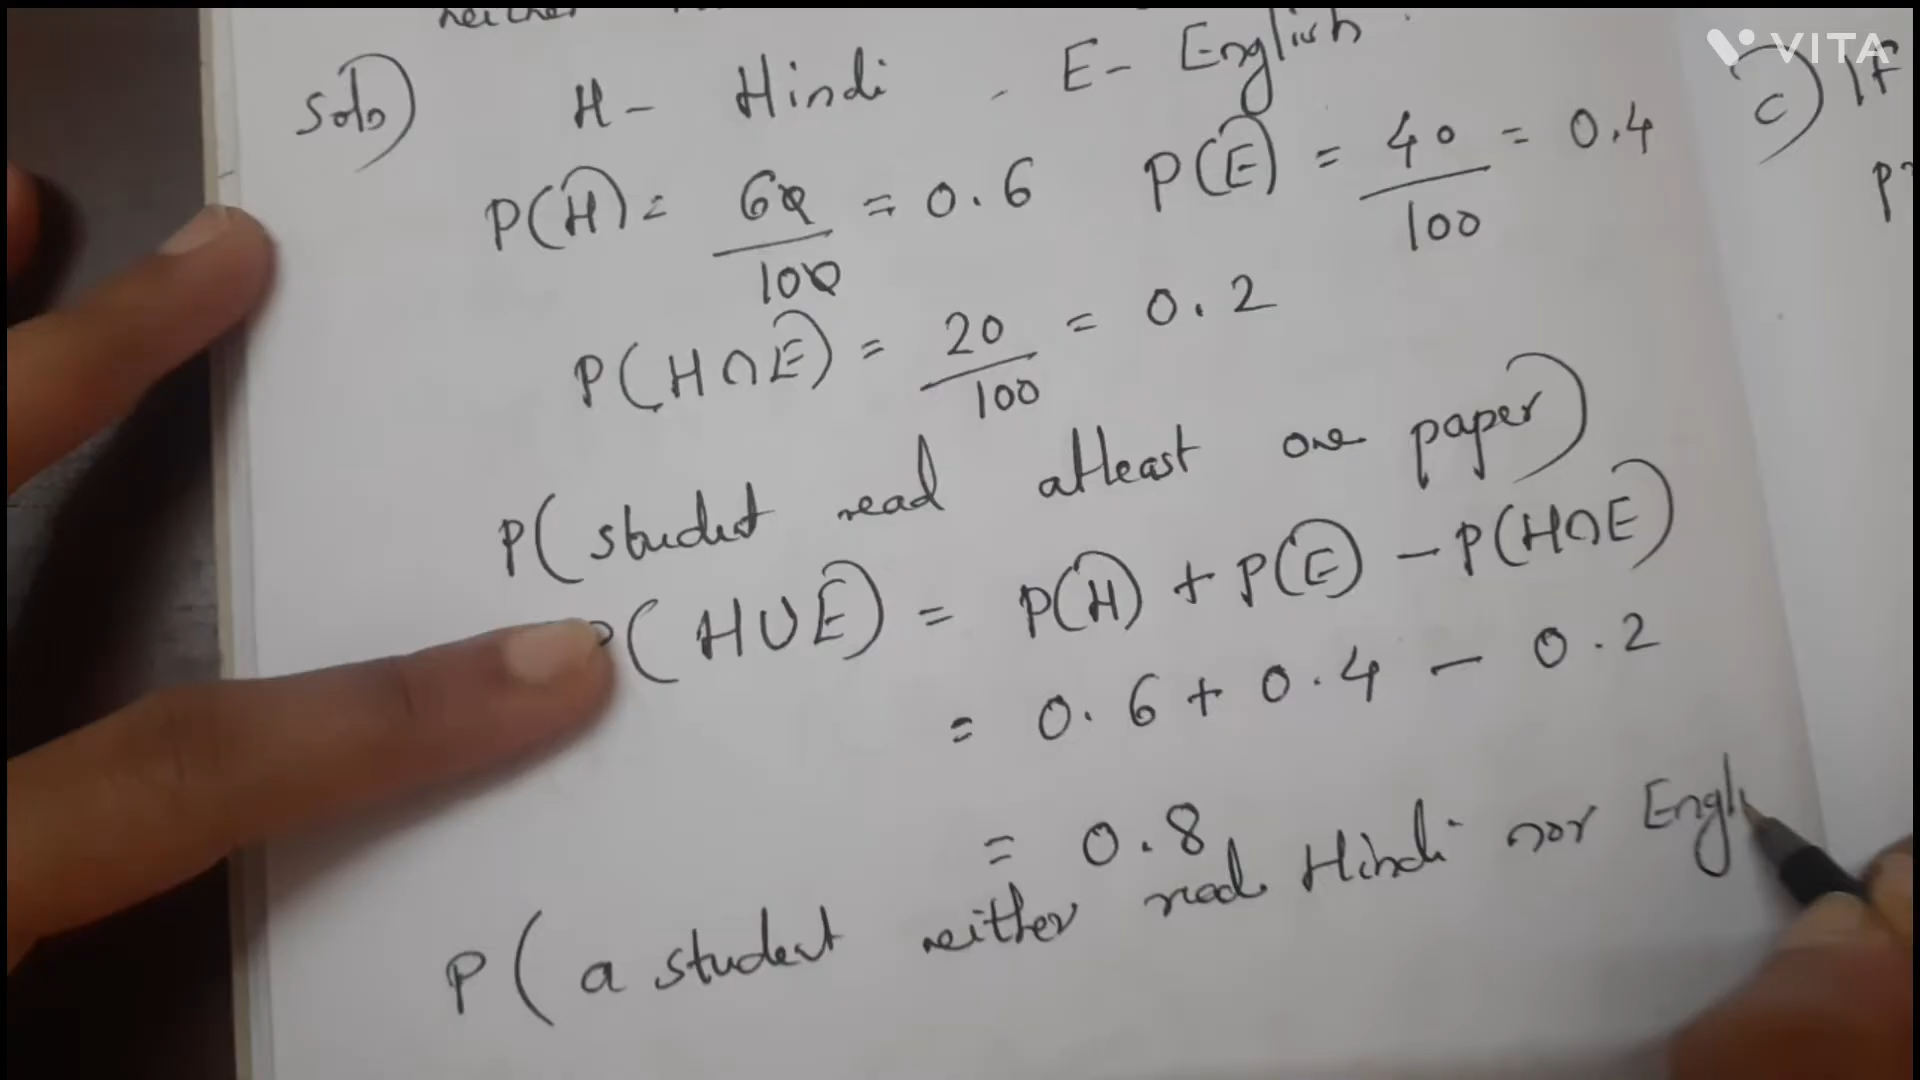 neither
VITA
Soln) H - Hindi - E - English.
P(H) = 60/100 = 0.6 P(E) = 40/100 = 0.4
P(H∩E) = 20/100 = 0.2
P(student read atleast one paper)
P(H∪E) = P(H) + P(E) - P(H∩E)
= 0.6 + 0.4 - 0.2
= 0.8
P(a student neither read Hindi nor Engl
c) If